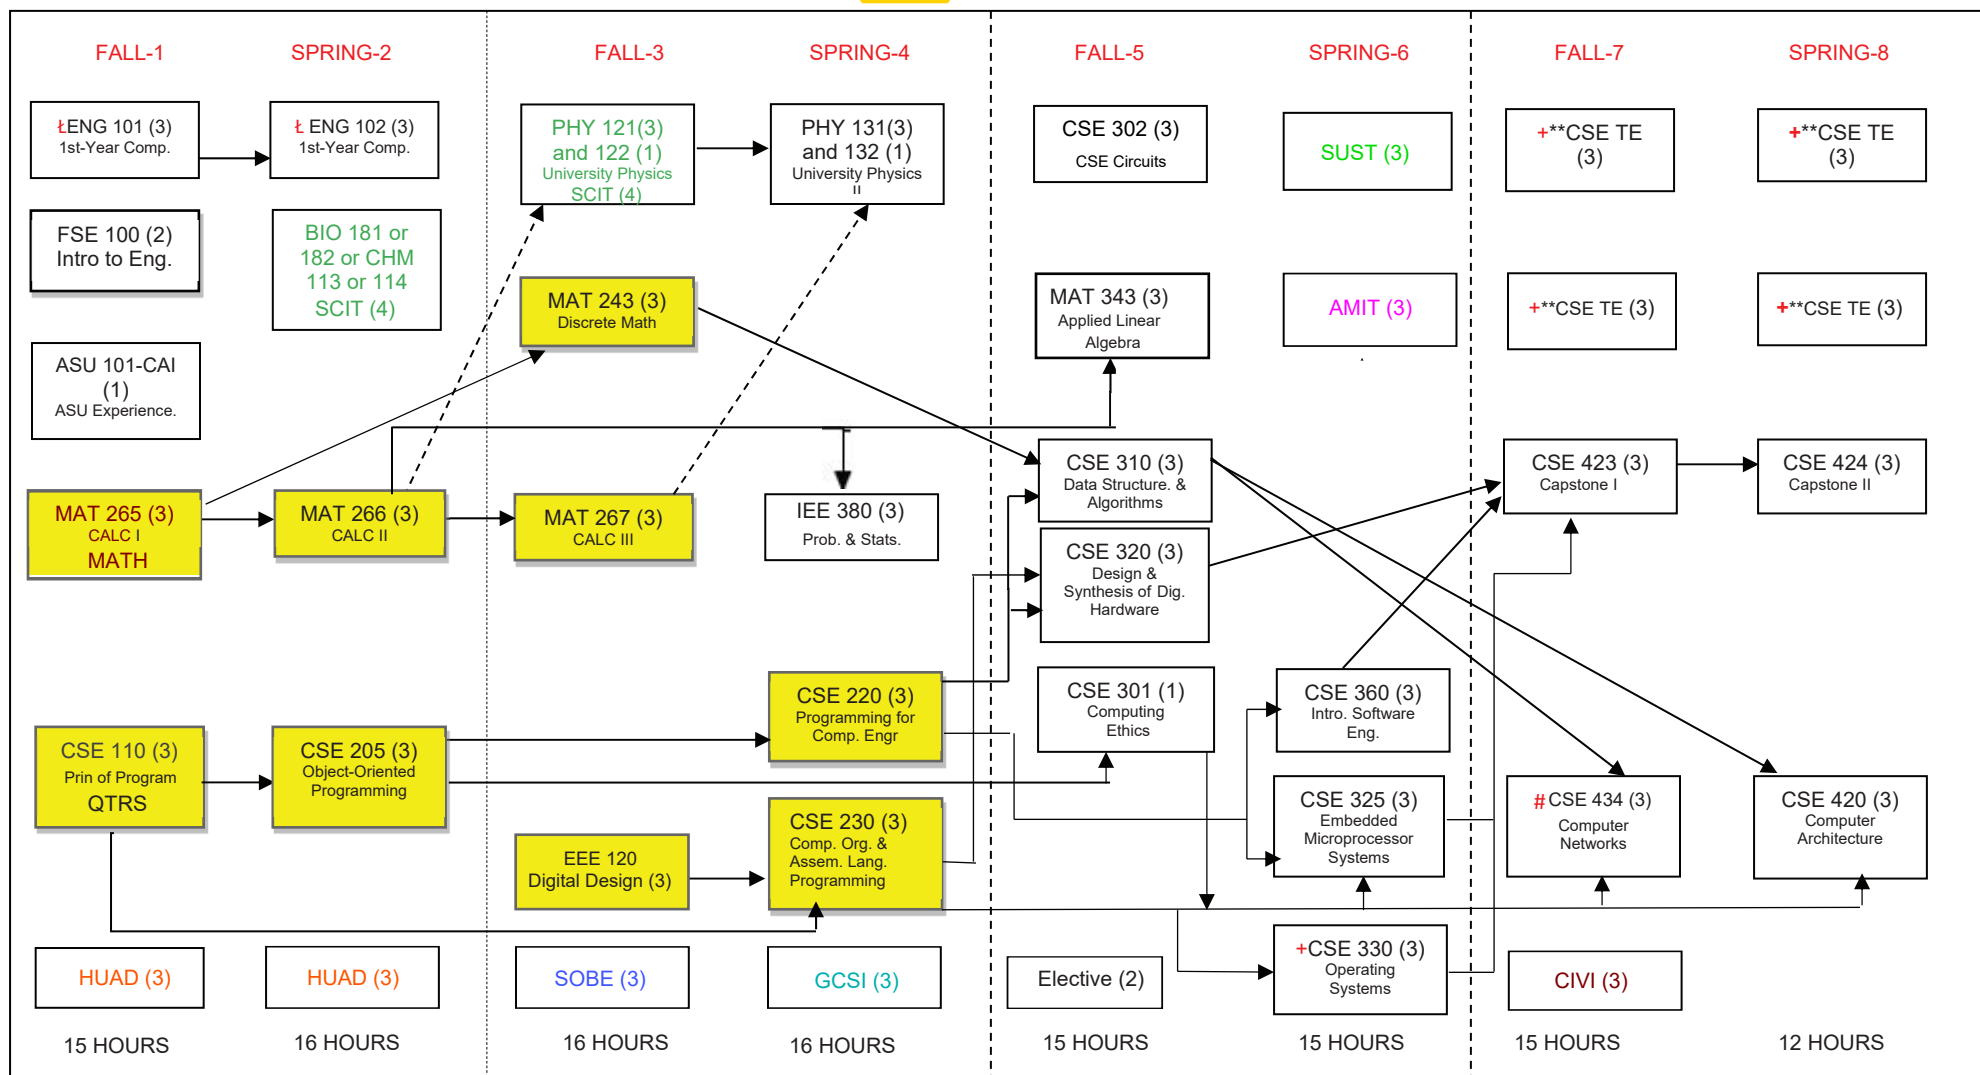 FALL-1
SPRING-2
FALL-3
SPRING-4
FALL-5
SPRING-6
FALL-7
SPRING-8
ŁENG 101 (3)
1st-Year Comp.
Ł ENG 102 (3)
1st-Year Comp.
PHY 121(3)
and 122 (1)
University Physics
SCIT (4)
PHY 131(3)
and 132 (1)
University Physics
II
CSE 302 (3)
CSE Circuits
SUST (3)
+**CSE TE
(3)
+**CSE TE
(3)
FSE 100 (2)
Intro to Eng.
BIO 181 or
182 or CHM
113 or 114
SCIT (4)
MAT 243 (3)
Discrete Math
MAT 343 (3)
Applied Linear
Algebra
AMIT (3)
+**CSE TE (3)
+**CSE TE (3)
ASU 101-CAI
(1)
ASU Experience.
MAT 265 (3)
CALC I
MATH
MAT 266 (3)
CALC II
MAT 267 (3)
CALC III
IEE 380 (3)
Prob. & Stats.
CSE 310 (3)
Data Structure. &
Algorithms
CSE 423 (3)
Capstone I
CSE 424 (3)
Capstone II
CSE 320 (3)
Design &
Synthesis of Dig.
Hardware
CSE 110 (3)
Prin of Program
QTRS
CSE 205 (3)
Object-Oriented
Programming
CSE 220 (3)
Programming for
Comp. Engr
CSE 301 (1)
Computing
Ethics
CSE 360 (3)
Intro. Software
Eng.
EEE 120
Digital Design (3)
CSE 230 (3)
Comp. Org. &
Assem. Lang.
Programming
CSE 325 (3)
Embedded
Microprocessor
Systems
# CSE 434 (3)
Computer
Networks
CSE 420 (3)
Computer
Architecture
HUAD (3)
HUAD (3)
SOBE (3)
GCSI (3)
Elective (2)
+CSE 330 (3)
Operating
Systems
CIVI (3)
15 HOURS
16 HOURS
16 HOURS
16 HOURS
15 HOURS
15 HOURS
15 HOURS
12 HOURS